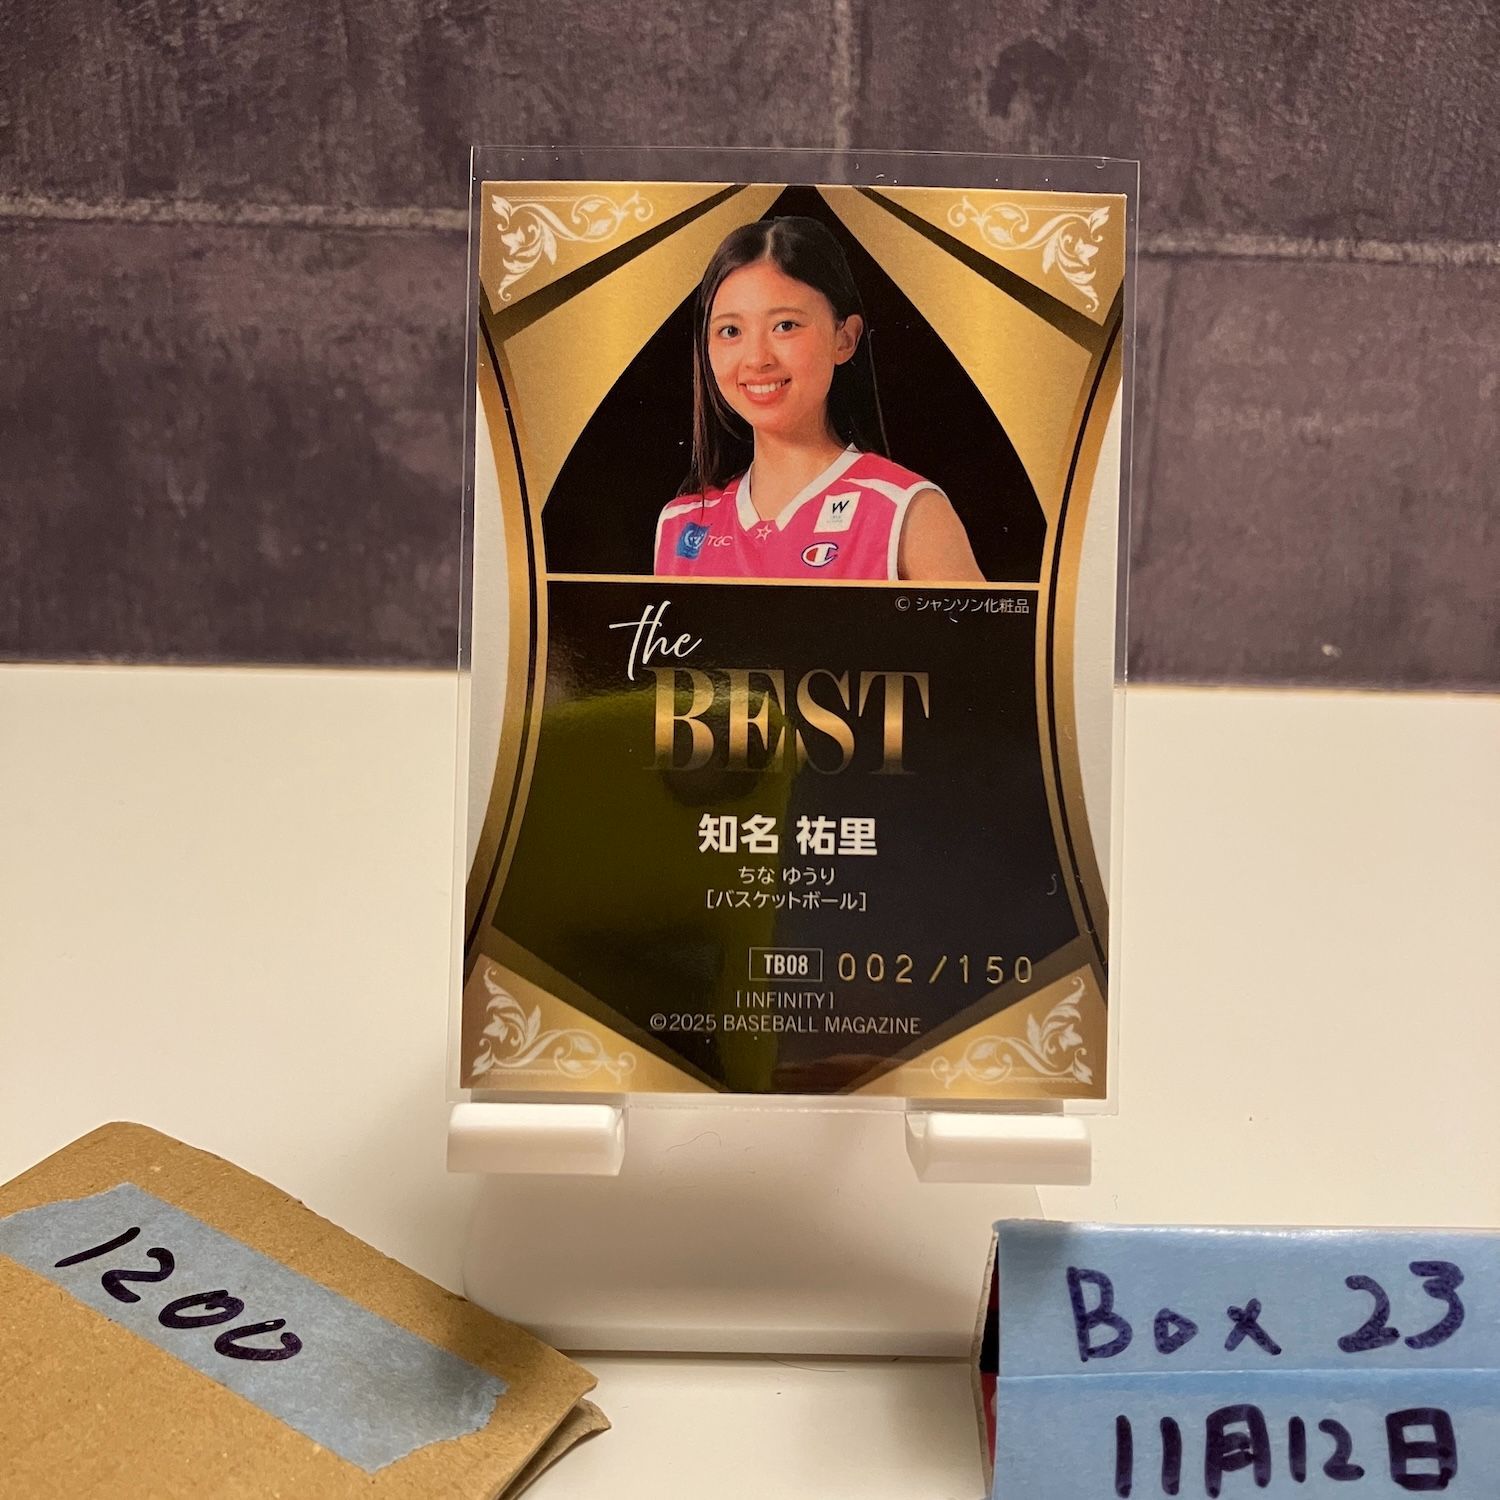 TGC
W
© シャンソン化粧品
the
BEST
知名 祐里
ちな ゆうり
[バスケットボール]
TB08 002/150
[INFINITY]
©2025 BASEBALL MAGAZINE
1200
Box 23
11月12日